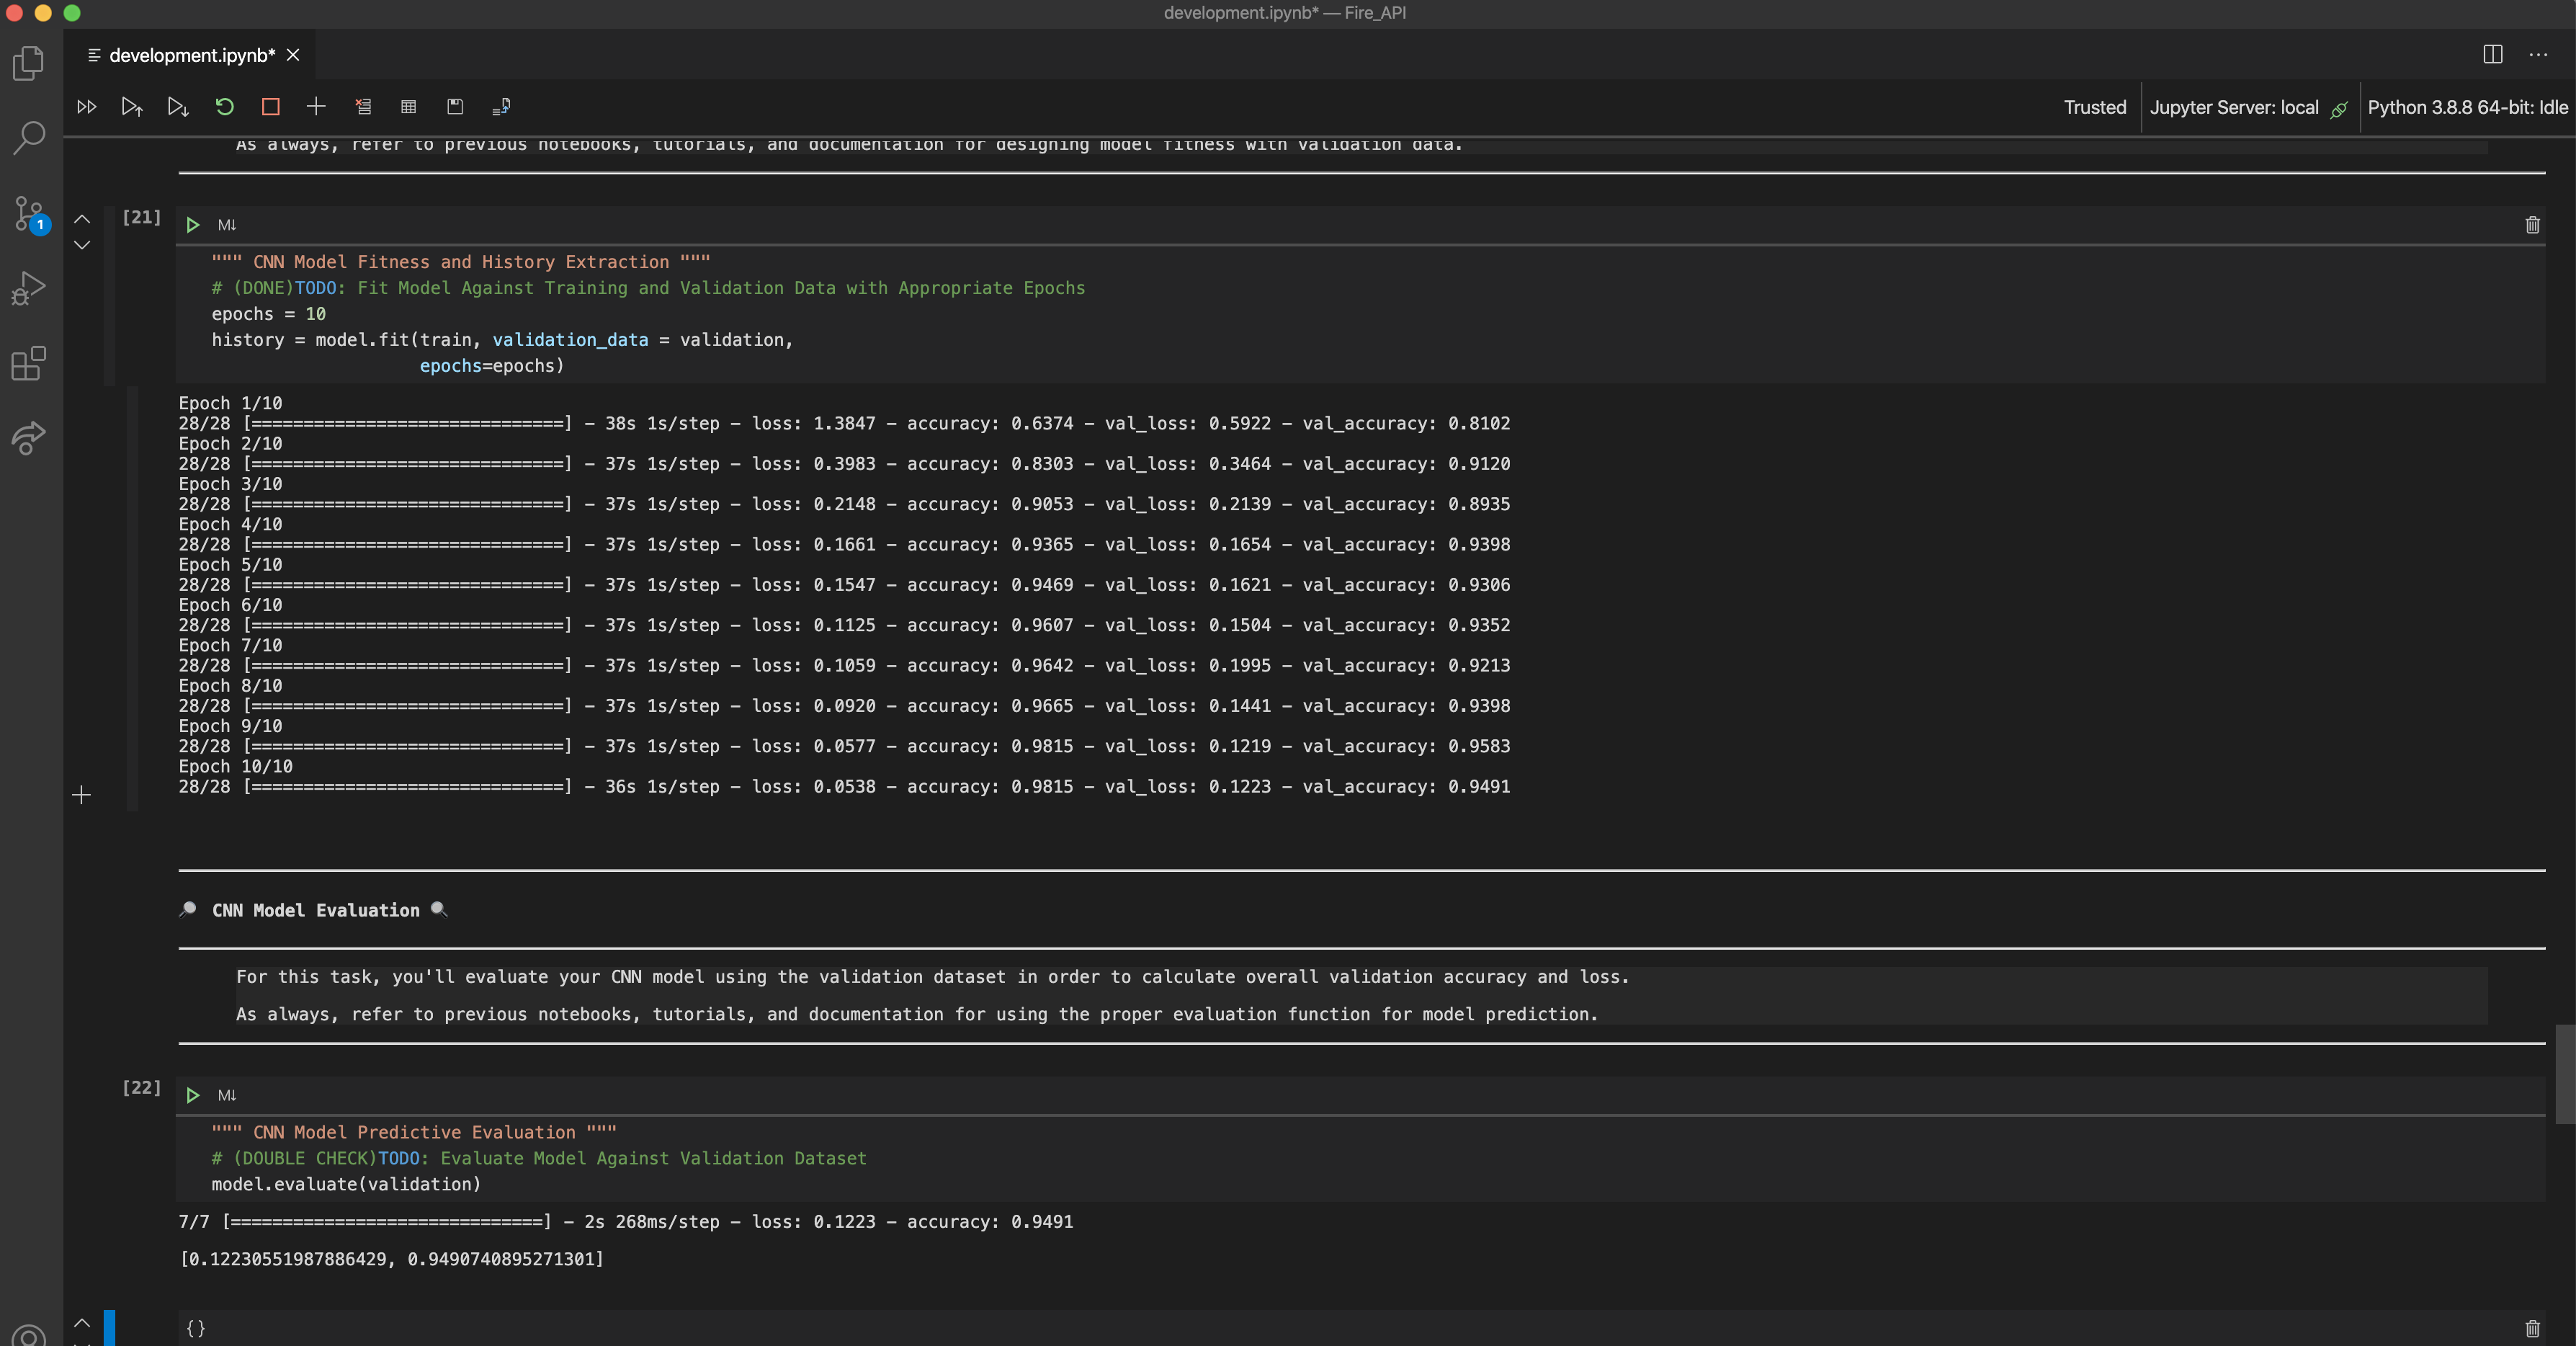 development.ipynb* — Fire_API
development.ipynb*
Trusted
Jupyter Server: local
Python 3.8.8 64-bit: Idle
As always, refer to previous notebooks, tutorials, and documentation for designing model fitness with validation data.
1
[21]
M↓
""" CNN Model Fitness and History Extraction """
# (DONE)TODO: Fit Model Against Training and Validation Data with Appropriate Epochs
epochs = 10
history = model.fit(train, validation_data = validation,
epochs=epochs)
Epoch 1/10
28/28 [==============================] - 38s 1s/step - loss: 1.3847 - accuracy: 0.6374 - val_loss: 0.5922 - val_accuracy: 0.8102
Epoch 2/10
28/28 [==============================] - 37s 1s/step - loss: 0.3983 - accuracy: 0.8303 - val_loss: 0.3464 - val_accuracy: 0.9120
Epoch 3/10
28/28 [==============================] - 37s 1s/step - loss: 0.2148 - accuracy: 0.9053 - val_loss: 0.2139 - val_accuracy: 0.8935
Epoch 4/10
28/28 [==============================] - 37s 1s/step - loss: 0.1661 - accuracy: 0.9365 - val_loss: 0.1654 - val_accuracy: 0.9398
Epoch 5/10
28/28 [==============================] - 37s 1s/step - loss: 0.1547 - accuracy: 0.9469 - val_loss: 0.1621 - val_accuracy: 0.9306
Epoch 6/10
28/28 [==============================] - 37s 1s/step - loss: 0.1125 - accuracy: 0.9607 - val_loss: 0.1504 - val_accuracy: 0.9352
Epoch 7/10
28/28 [==============================] - 37s 1s/step - loss: 0.1059 - accuracy: 0.9642 - val_loss: 0.1995 - val_accuracy: 0.9213
Epoch 8/10
28/28 [==============================] - 37s 1s/step - loss: 0.0920 - accuracy: 0.9665 - val_loss: 0.1441 - val_accuracy: 0.9398
Epoch 9/10
28/28 [==============================] - 37s 1s/step - loss: 0.0577 - accuracy: 0.9815 - val_loss: 0.1219 - val_accuracy: 0.9583
Epoch 10/10
28/28 [==============================] - 36s 1s/step - loss: 0.0538 - accuracy: 0.9815 - val_loss: 0.1223 - val_accuracy: 0.9491
🔎 CNN Model Evaluation 🔍
For this task, you'll evaluate your CNN model using the validation dataset in order to calculate overall validation accuracy and loss.
As always, refer to previous notebooks, tutorials, and documentation for using the proper evaluation function for model prediction.
[22]
M↓
""" CNN Model Predictive Evaluation """
# (DOUBLE CHECK)TODO: Evaluate Model Against Validation Dataset
model.evaluate(validation)
7/7 [==============================] - 2s 268ms/step - loss: 0.1223 - accuracy: 0.9491
[0.12230551987886429, 0.9490740895271301]
{}